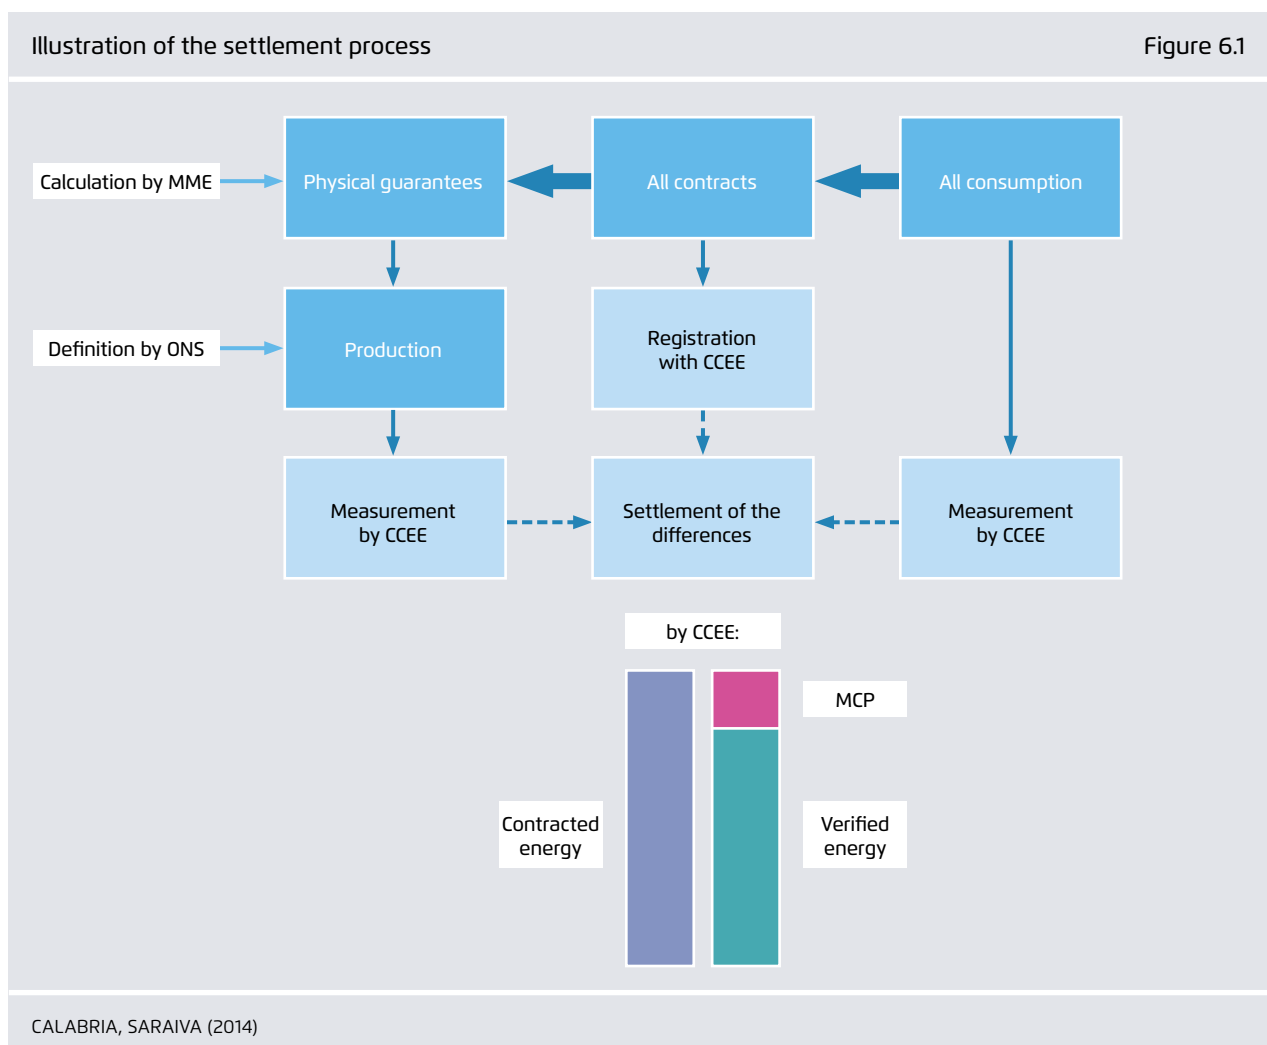 Illustration of the settlement process
Figure 6.1
Calculation by MME
Physical guarantees
All contracts
All consumption
Definition by ONS
Production
Registration
with CCEE
Measurement
by CCEE
Settlement of the
differences
Measurement
by CCEE
by CCEE:
MCP
Contracted
energy
Verified
energy
CALABRIA, SARAIVA (2014)